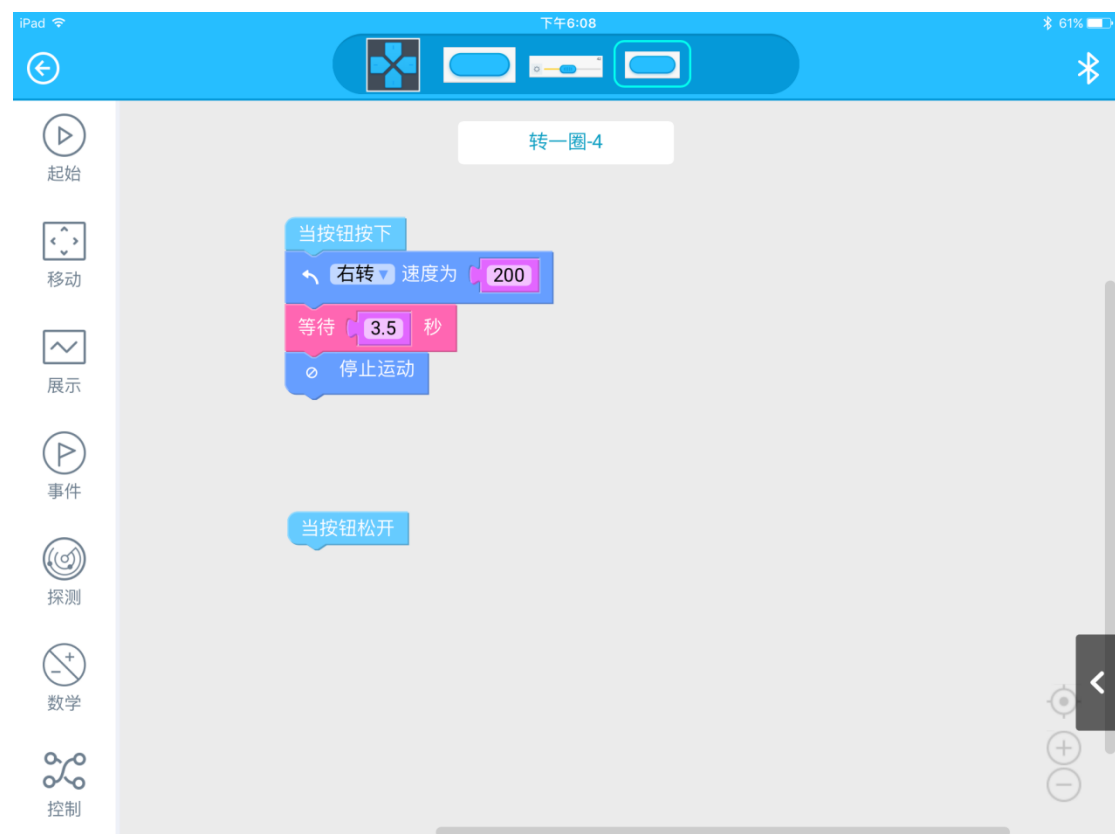 iPad 下午6:08 61%
转一圈-4
起始
移动
展示
事件
探测
数学
控制
当按钮按下
右转 速度为 200
等待 3.5 秒
停止运动
当按钮松开